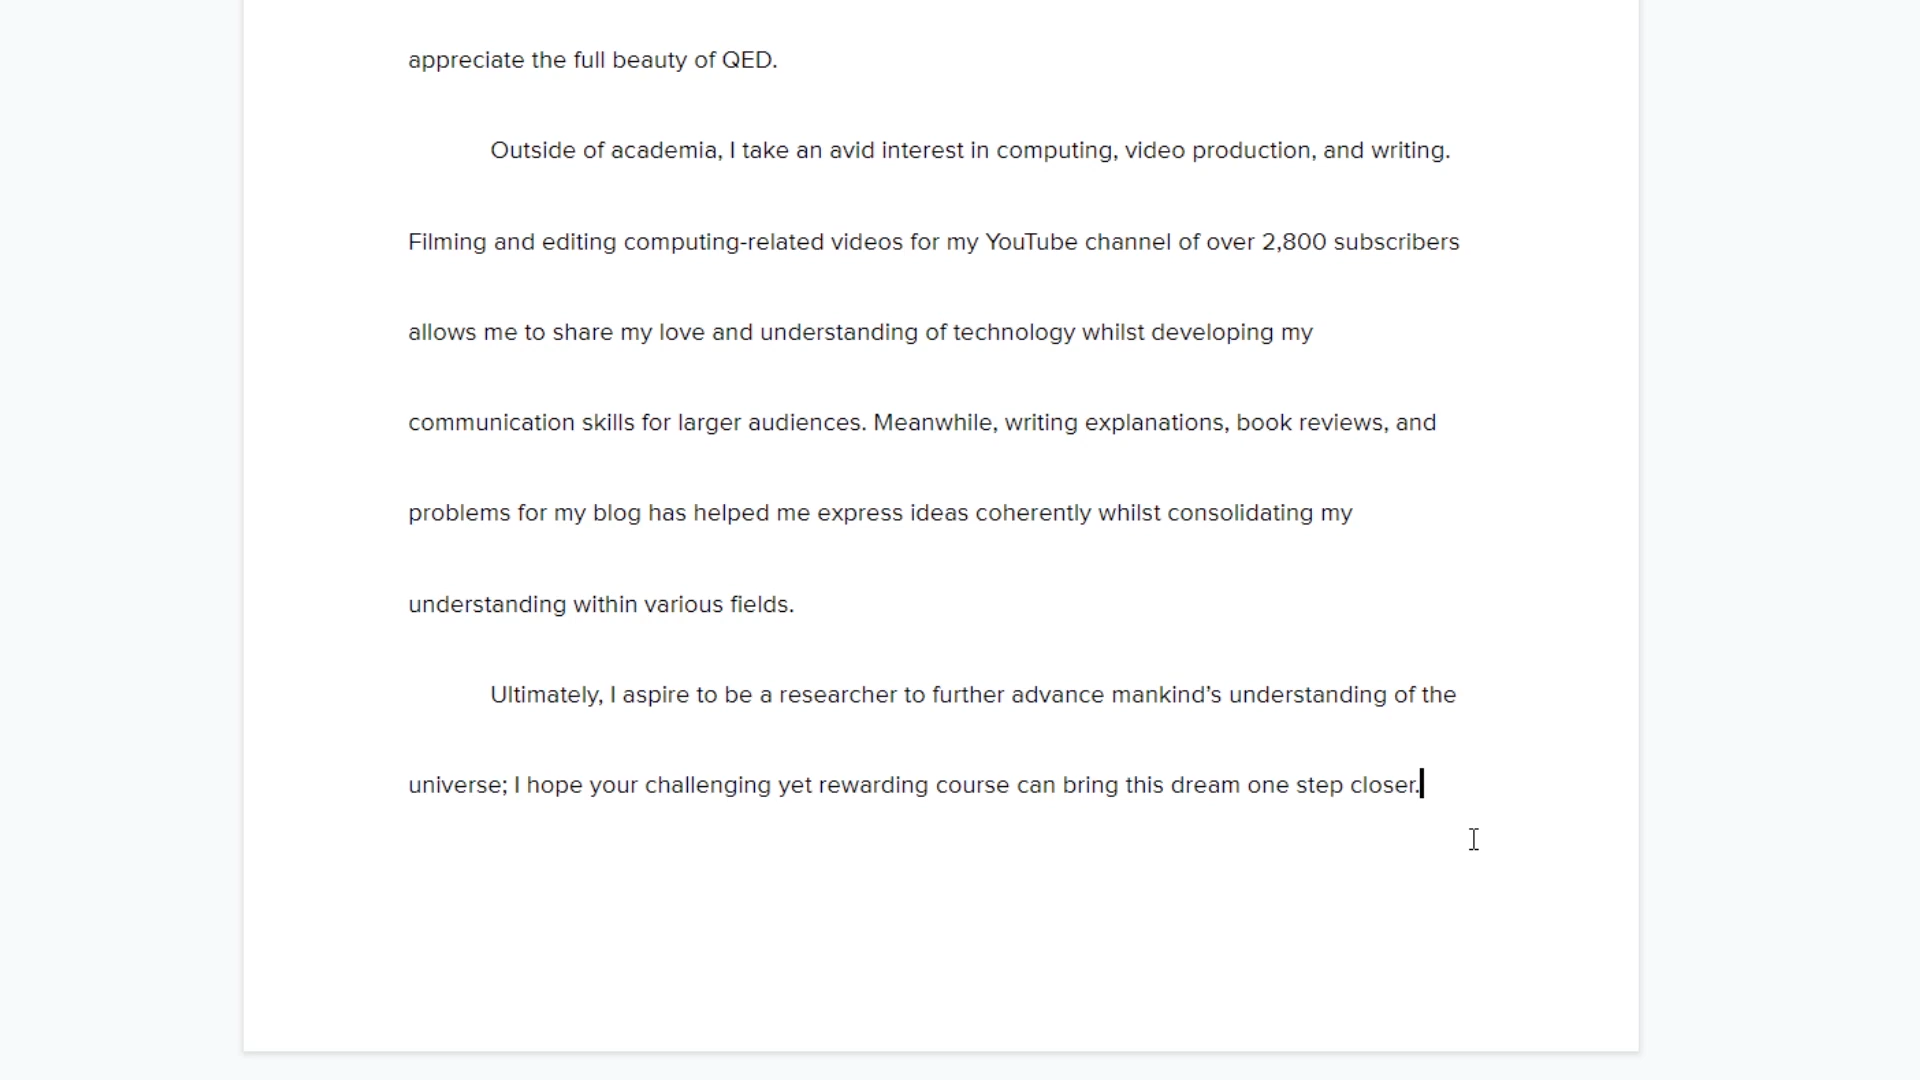 appreciate the full beauty of QED.
Outside of academia, I take an avid interest in computing, video production, and writing.
Filming and editing computing-related videos for my YouTube channel of over 2,800 subscribers
allows me to share my love and understanding of technology whilst developing my
communication skills for larger audiences. Meanwhile, writing explanations, book reviews, and
problems for my blog has helped me express ideas coherently whilst consolidating my
understanding within various fields.
Ultimately, I aspire to be a researcher to further advance mankind’s understanding of the
universe; I hope your challenging yet rewarding course can bring this dream one step closer.